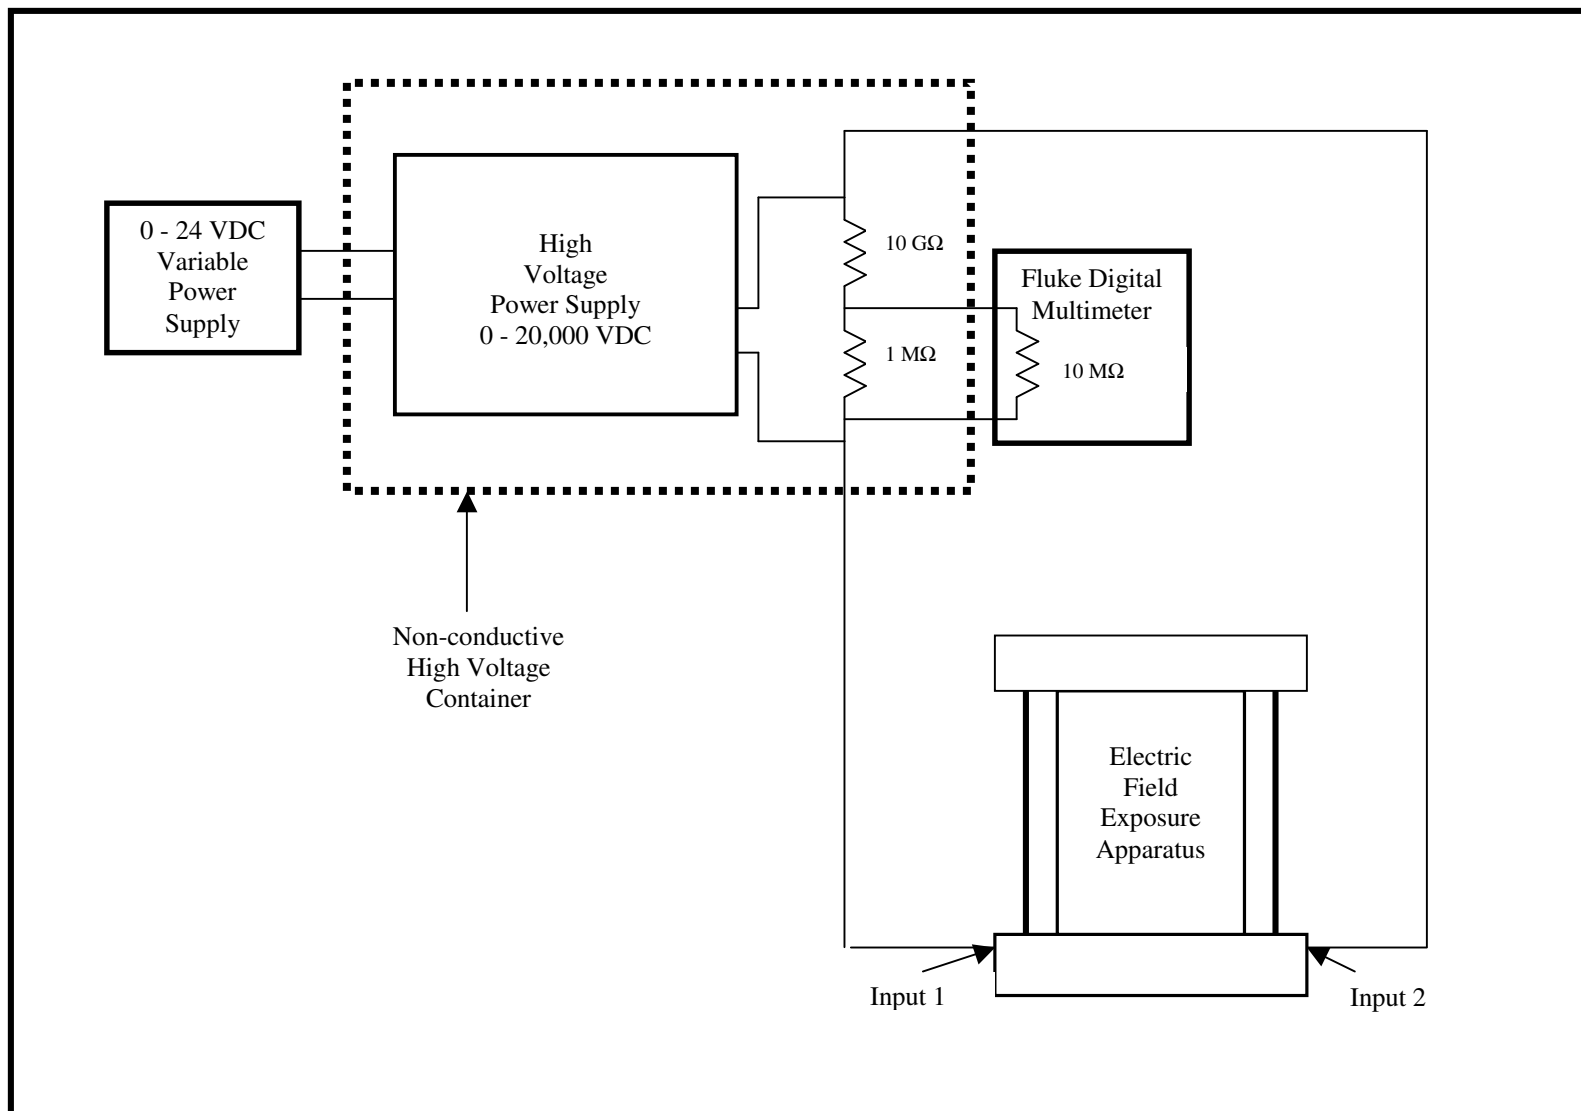 0 - 24 VDC
Variable
Power
Supply
High
Voltage
Power Supply
0 - 20,000 VDC
10 GΩ
1 MΩ
Fluke Digital
Multimeter
10 MΩ
Non-conductive
High Voltage
Container
Electric
Field
Exposure
Apparatus
Input 1
Input 2